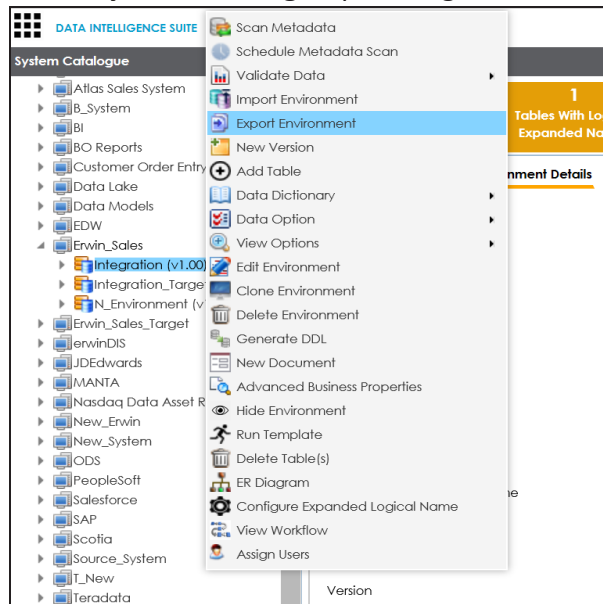 DATA INTELLIGENCE SUITE
System Catalogue
Atlas Sales System
B_System
BI
BO Reports
Customer Order Entry
Data Lake
Data Models
EDW
Erwin_Sales
Integration (v1.00)
Integration_Targe
N_Environment (v
Erwin_Sales_Target
erwinDIS
JDEdwards
MANTA
Nasdaq Data Asset R
New_Erwin
New_System
ODS
PeopleSoft
Salesforce
SAP
Scotia
Source_System
T_New
Teradata
Scan Metadata
Schedule Metadata Scan
Validate Data
Import Environment
Export Environment
New Version
Add Table
Data Dictionary
Data Option
View Options
Edit Environment
Clone Environment
Delete Environment
Generate DDL
New Document
Advanced Business Properties
Hide Environment
Run Template
Delete Table(s)
ER Diagram
Configure Expanded Logical Name
View Workflow
Assign Users
1
Tables With Lo
Expanded Na
nment Details
e
Version